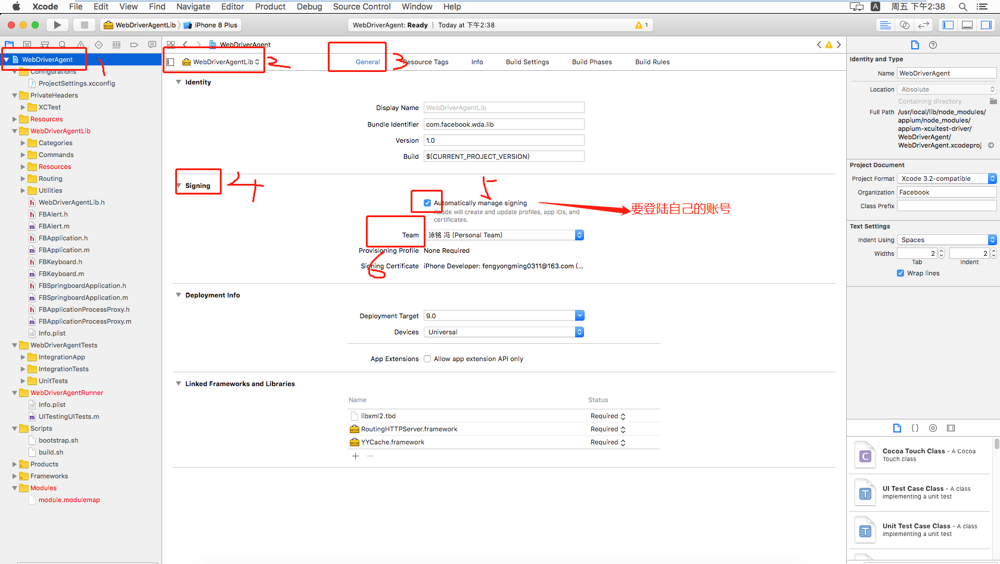 Xcode File Edit View Find Navigate Editor Product Debug Source Control Window Help A 周五 下午2:38
WebDriverAgentLib iPhone 8 Plus WebDriverAgent: Ready | Today at 下午2:38 1
WebDriverAgent
WebDriverAgentLib General Resource Tags Info Build Settings Build Phases Build Rules
1 2 3
WebDriverAgent
Configurations
ProjectSettings.xcconfig
PrivateHeaders
XCTest
Resources
WebDriverAgentLib
Categories
Commands
Resources
Routing
Utilities
WebDriverAgentLib.h
FBAlert.h
FBAlert.m
FBApplication.h
FBApplication.m
FBKeyboard.h
FBKeyboard.m
FBSpringboardApplication.h
FBSpringboardApplication.m
FBApplicationProcessProxy.h
FBApplicationProcessProxy.m
Info.plist
WebDriverAgentTests
IntegrationApp
IntegrationTests
UnitTests
WebDriverAgentRunner
Info.plist
UITestingUITests.m
Scripts
bootstrap.sh
build.sh
Products
Frameworks
Modules
module.modulemap
Identity
Display Name WebDriverAgentLib
Bundle Identifier com.facebook.wda.lib
Version 1.0
Build $(CURRENT_PROJECT_VERSION)
Signing 4
5
Automatically manage signing 要登陆自己的账号
Xcode will create and update profiles, app IDs, and
certificates.
Team 泳铭 冯 (Personal Team)
Provisioning Profile None Required
Signing Certificate iPhone Developer: fengyongming0311@163.com (...
6
Deployment Info
Deployment Target 9.0
Devices Universal
App Extensions Allow app extension API only
Linked Frameworks and Libraries
Name Status
libxml2.tbd Required
RoutingHTTPServer.framework Required
YYCache.framework Required
Identity and Type
Name WebDriverAgent
Location Absolute
Containing directory
Full Path /usr/local/lib/node_modules/
appium/node_modules/
appium-xcuitest-driver/
WebDriverAgent/
WebDriverAgent.xcodeproj
Project Document
Project Format Xcode 3.2-compatible
Organization Facebook
Class Prefix
Text Settings
Indent Using Spaces
Widths 2 2
Tab Indent
Wrap lines
Cocoa Touch Class - A Cocoa
Touch class
UI Test Case Class - A class
implementing a unit test
Unit Test Case Class - A class
implementing a unit test